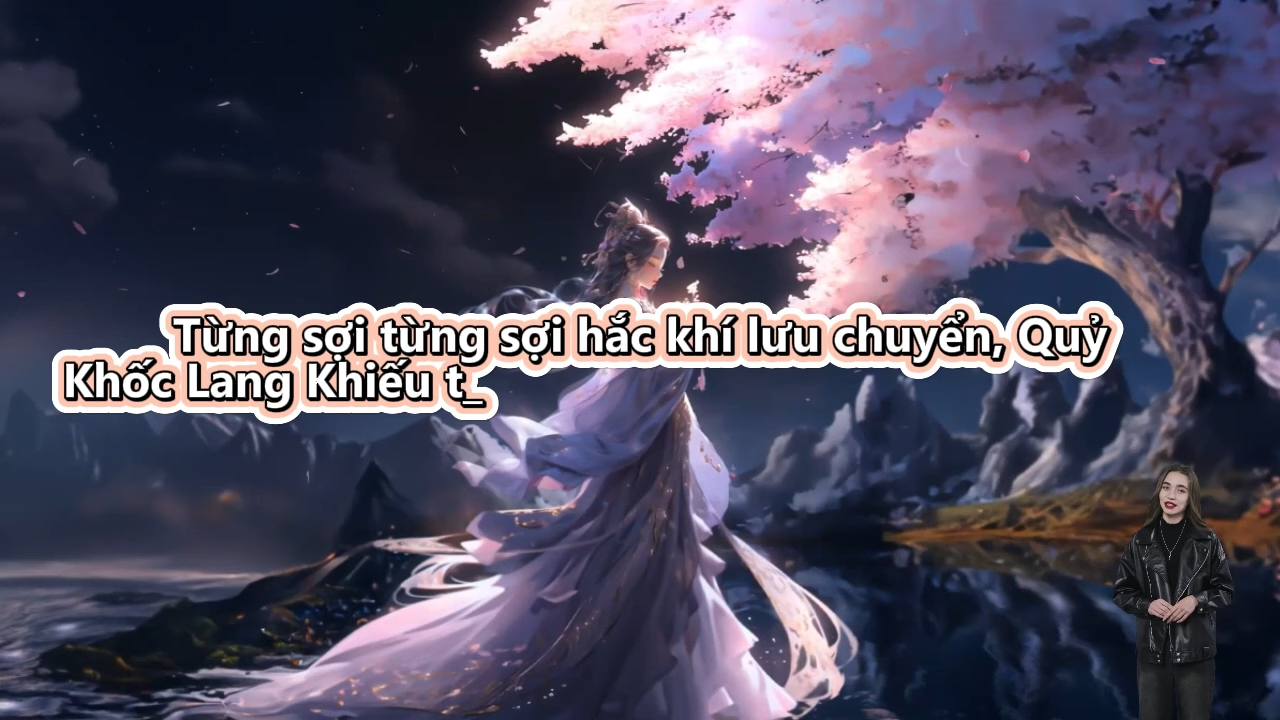 Từng sợi từng sợi hắc khí lưu chuyển, Quỷ
Khốc Lang Khiếu t_